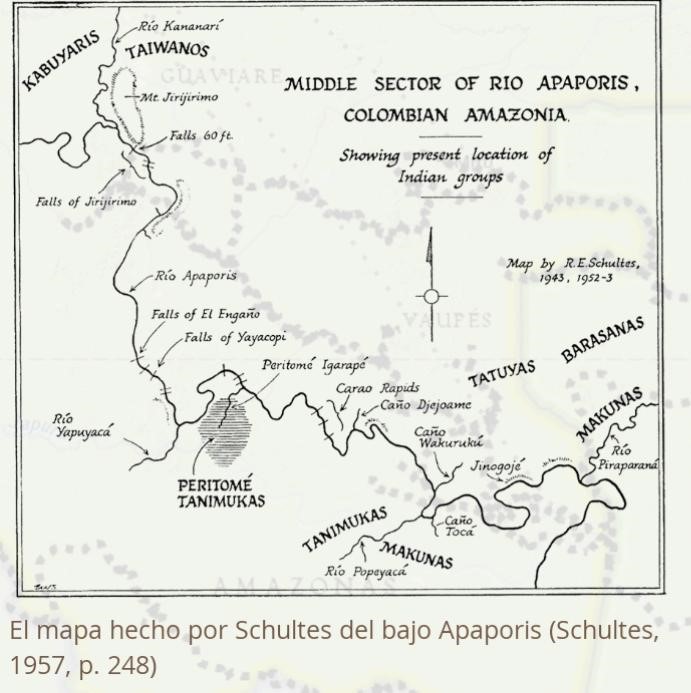 Río Kananarí
KABUYARIS
TAIWANOS
GUAVIARE
Mt. Jirijirimo
MIDDLE SECTOR OF RIO APAPORIS,
COLOMBIAN AMAZONIA.
Falls 60 ft.
Showing present location of
Indian groups
Falls of Jirijirimo
Map by R.E.Schultes,
1943, 1952-3
Río Apaporis
Falls of El Engaño
VAUPÉS
Falls of Yayacopi
BARASANAS
Peritomé Igarapé
TATUYAS
Carao Rapids
Caño Djejoame
MAKUNAS
Río
Yapuyacá
Caño
Wakurukú
Río
Piraparaná
Jinogojé
PERITOMÉ
TANIMUKAS
TANIMUKAS
Caño
Tocá
MAKUNAS
Río Popeyacá
AMAZONAS
El mapa hecho por Schultes del bajo Apaporis (Schultes,
1957, p. 248)